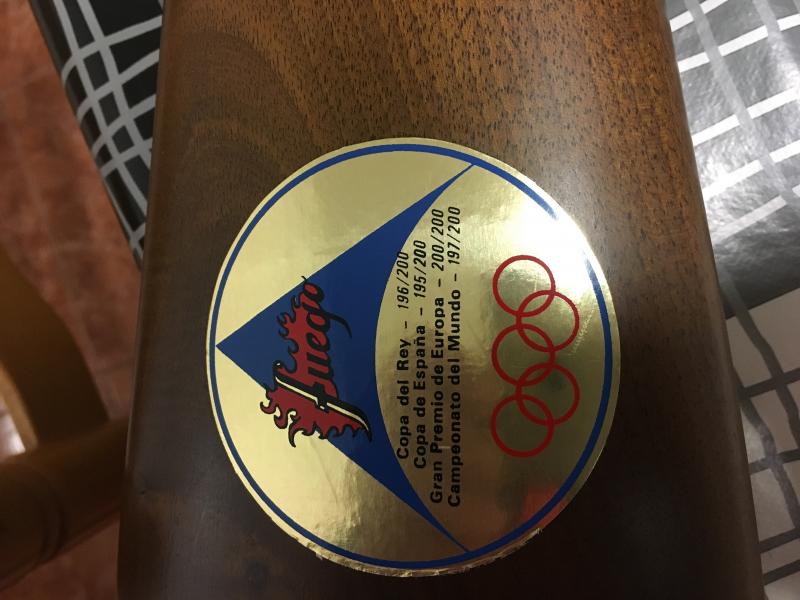 fuego
Copa del Rey - 196/200
Copa de España - 195/200
Gran Premio de Europa - 200/200
Campeonato del Mundo - 197/200